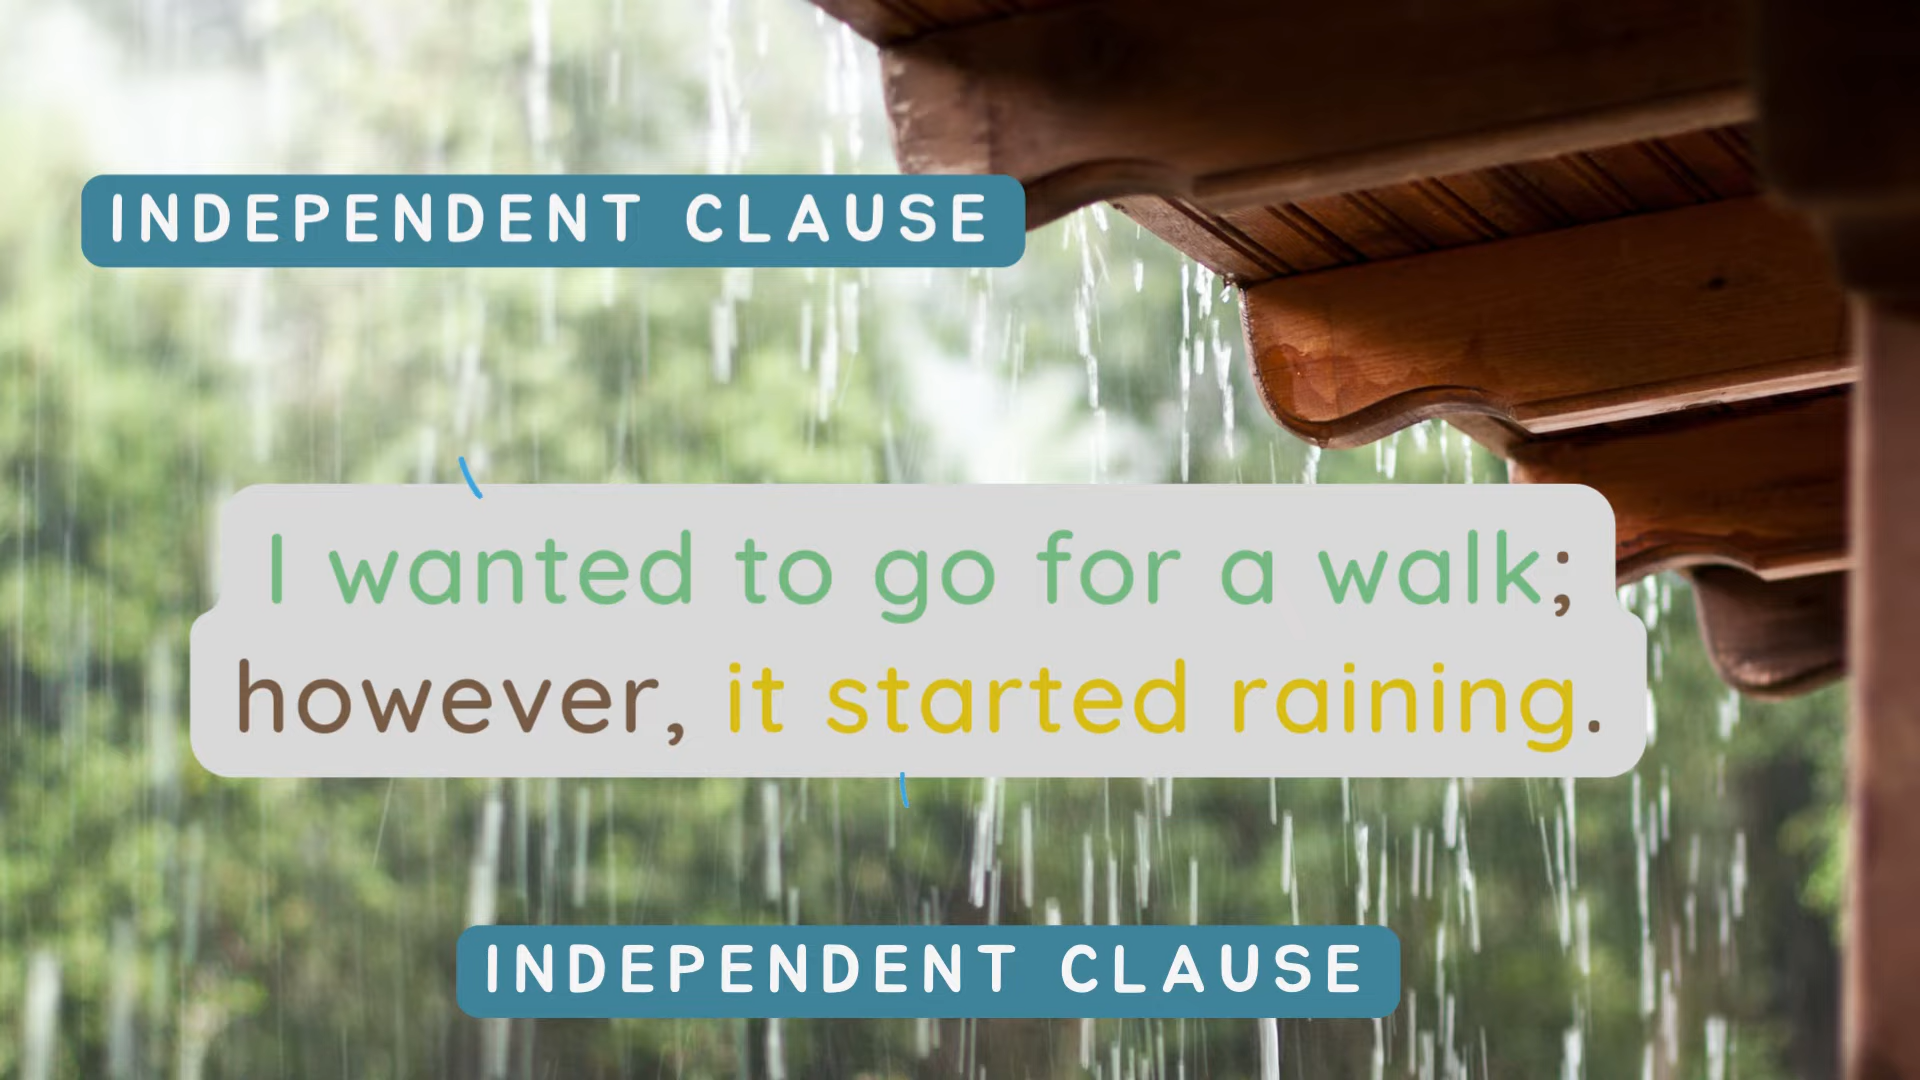 INDEPENDENT CLAUSE
I wanted to go for a walk;
however, it started raining.
INDEPENDENT CLAUSE